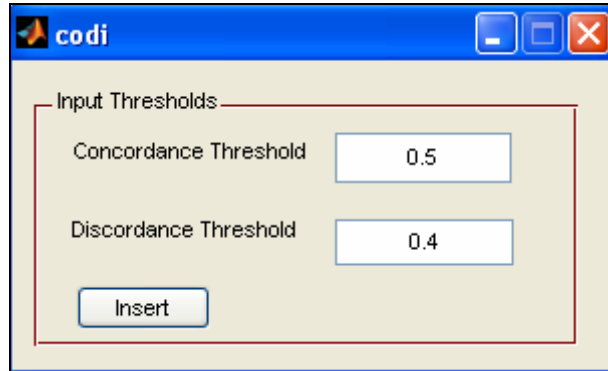 codi
Input Thresholds
Concordance Threshold 0.5
Discordance Threshold 0.4
Insert